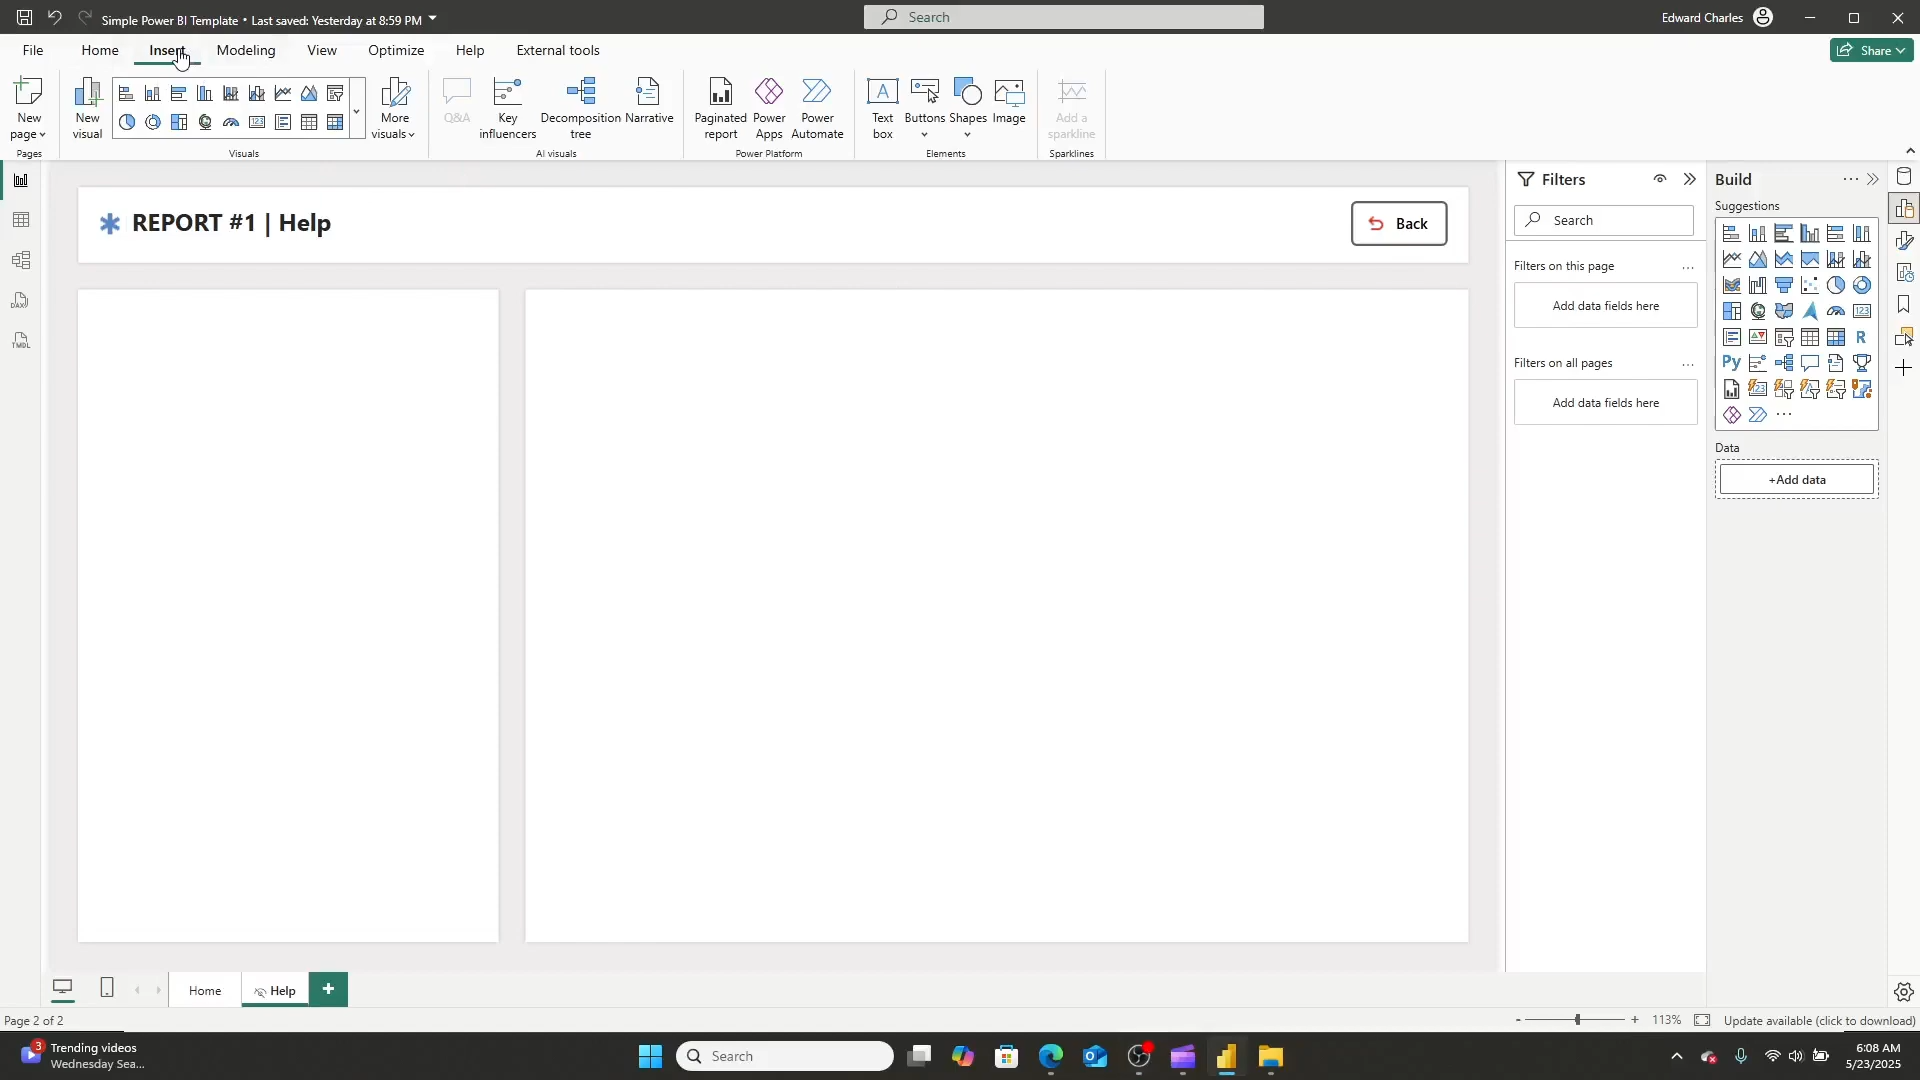 Simple Power BI Template • Last saved: Yesterday at 8:59 PM
Search
Edward Charles
File
Home
Insert
Modeling
View
Optimize
Help
External tools
Share
New
page
New
visual
More
visuals
Q&A
Key
influencers
Decomposition
tree
Narrative
Paginated
report
Power
Apps
Power
Automate
Text
box
Buttons
Shapes
Image
Add a
sparkline
Pages
Visuals
AI visuals
Power Platform
Elements
Sparklines
REPORT #1 | Help
Back
Filters
Search
Filters on this page
Add data fields here
Filters on all pages
Add data fields here
Build
Suggestions
R
Py
Data
+Add data
DAX
TMDL
Home
Help
Page 2 of 2
113%
Update available (click to download)
3
Trending videos
Wednesday Sea...
Search
6:08 AM
5/23/2025